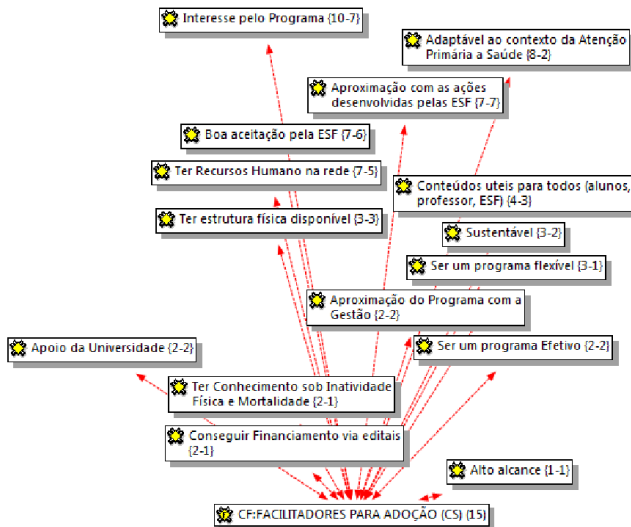 Interesse pelo Programa {10-7}
Adaptável ao contexto da Atenção
Primária a Saúde {8-2}
Aproximação com as ações
desenvolvidas pelas ESF {7-7}
Boa aceitação pela ESF {7-6}
Ter Recursos Humano na rede {7-5}
Conteúdos uteis para todos (alunos,
professor, ESF) {4-3}
Ter estrutura física disponível {3-3}
Sustentável {3-2}
Ser um programa flexível {3-1}
Aproximação do Programa com a
Gestão {2-2}
Apoio da Universidade {2-2}
Ser um programa Efetivo {2-2}
Ter Conhecimento sob Inatividade
Física e Mortalidade {2-1}
Conseguir Financiamento via editais
{2-1}
Alto alcance {1-1}
CF:FACILITADORES PARA ADOÇÃO (CS) (15)